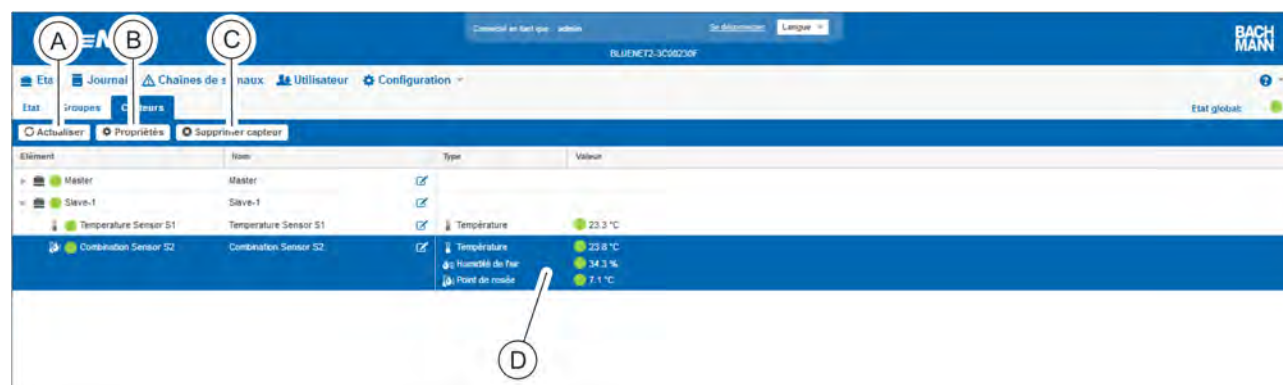 A B C
Connecté en tant que: admin Se déconnecter Langue
BACH
MANN
BLUENET2-3C00230F
Journal Chaînes de Utilisateur Configuration
Etat Groupes Etat global:
Actualiser Propriétés Supprimer capteur
Elément Nom Type Valeur
Master Master
Slave-1 Slave-1
Temperature Sensor S1 Temperature Sensor S1 Température 23.3 °C
Combination Sensor S2 Combination Sensor S2 Température 23.8 °C
Humidité de l'air 34.3 %
Point de rosée 7.1 °C
D